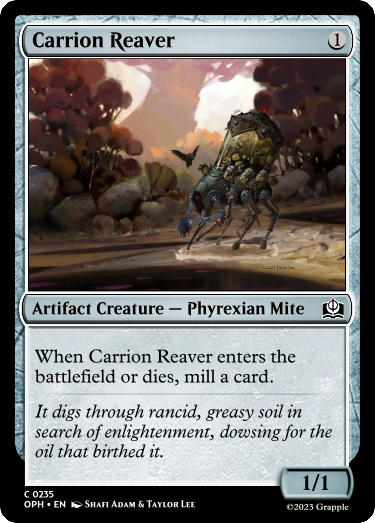 Carrion Reaver
1
Artifact Creature — Phyrexian Mite
When Carrion Reaver enters the
battlefield or dies, mill a card.
It digs through rancid, greasy soil in
search of enlightenment, dowsing for the
oil that birthed it.
1/1
C 0235
OPH • EN Shafi Adam & Taylor Lee
©2023 Grapple